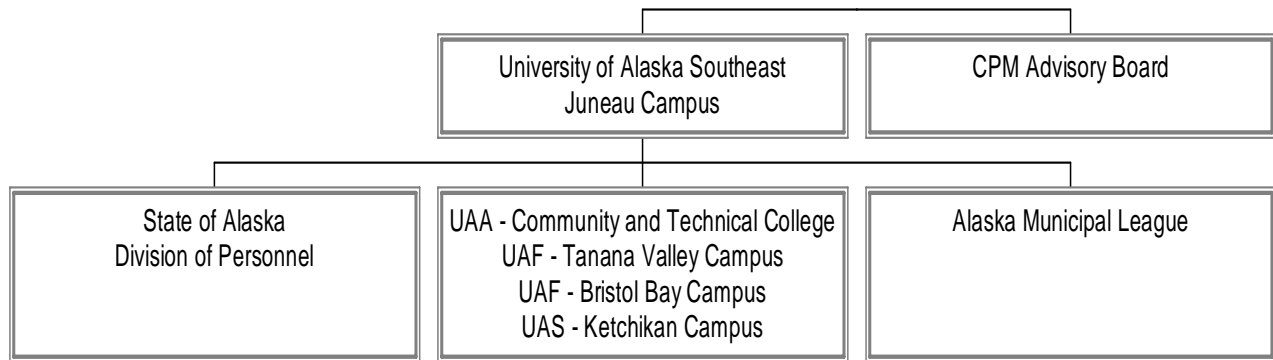 University of Alaska Southeast
Juneau Campus
CPM Advisory Board
State of Alaska
Division of Personnel
UAA - Community and Technical College
UAF - Tanana Valley Campus
UAF - Bristol Bay Campus
UAS - Ketchikan Campus
Alaska Municipal League